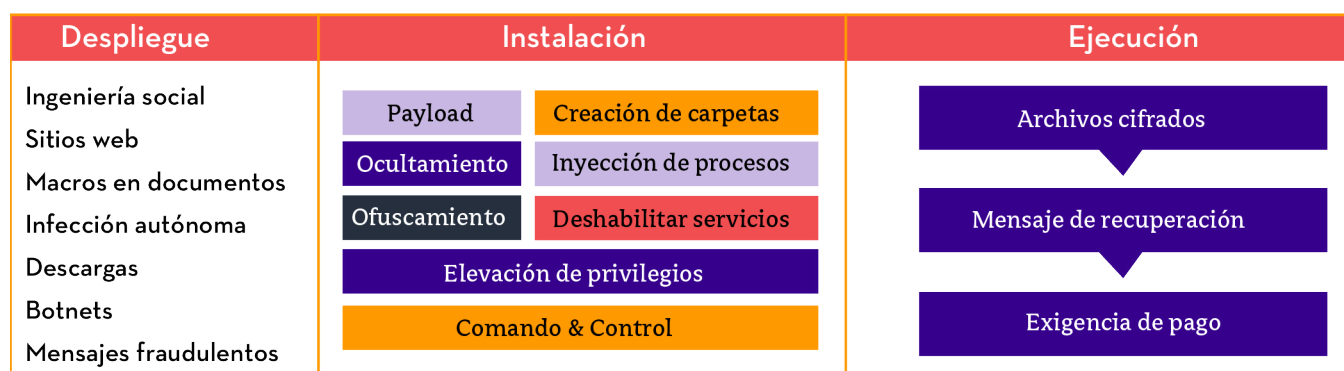 Despliegue
Instalación
Ejecución
Ingeniería social
Sitios web
Macros en documentos
Infección autónoma
Descargas
Botnets
Mensajes fraudulentos
Payload
Creación de carpetas
Ocultamiento
Inyección de procesos
Ofuscamiento
Deshabilitar servicios
Elevación de privilegios
Comando & Control
Archivos cifrados
Mensaje de recuperación
Exigencia de pago